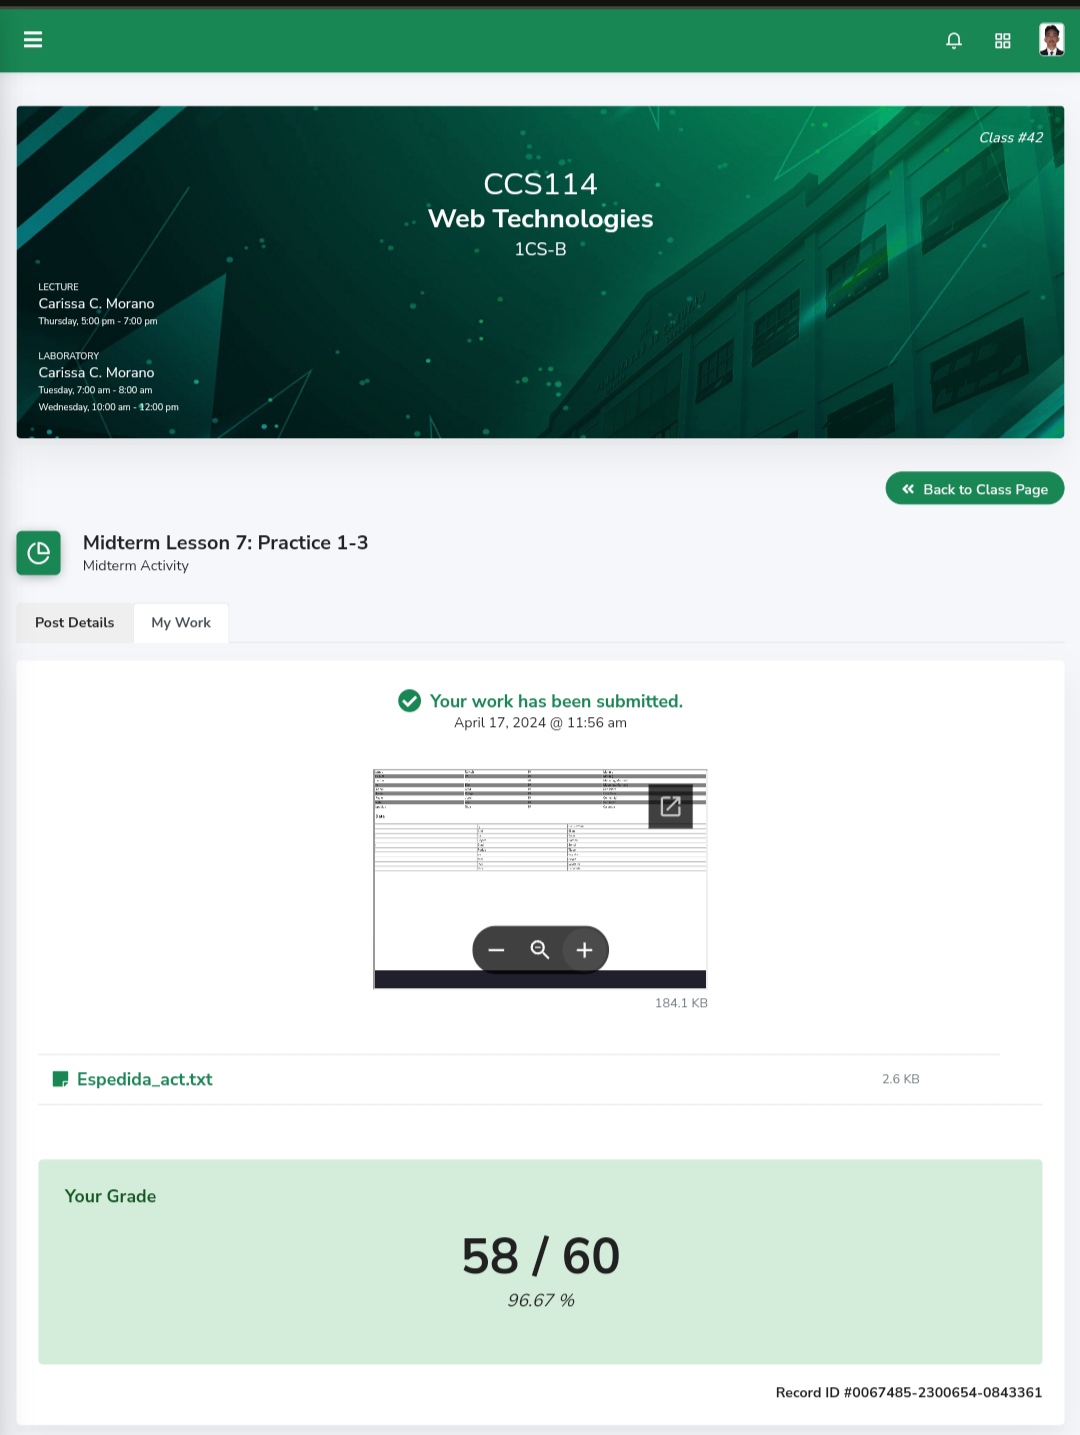 Class #42
CCS114
Web Technologies
1CS-B
LECTURE
Carissa C. Morano
Thursday, 5:00 pm - 7:00 pm
LABORATORY
Carissa C. Morano
Tuesday, 7:00 am - 8:00 am
Wednesday, 10:00 am - 12:00 pm
Back to Class Page
Midterm Lesson 7: Practice 1-3
Midterm Activity
Post Details
My Work
Your work has been submitted.
April 17, 2024 @ 11:56 am
184.1 KB
Espedida_act.txt
2.6 KB
Your Grade
58 / 60
96.67 %
Record ID #0067485-2300654-0843361